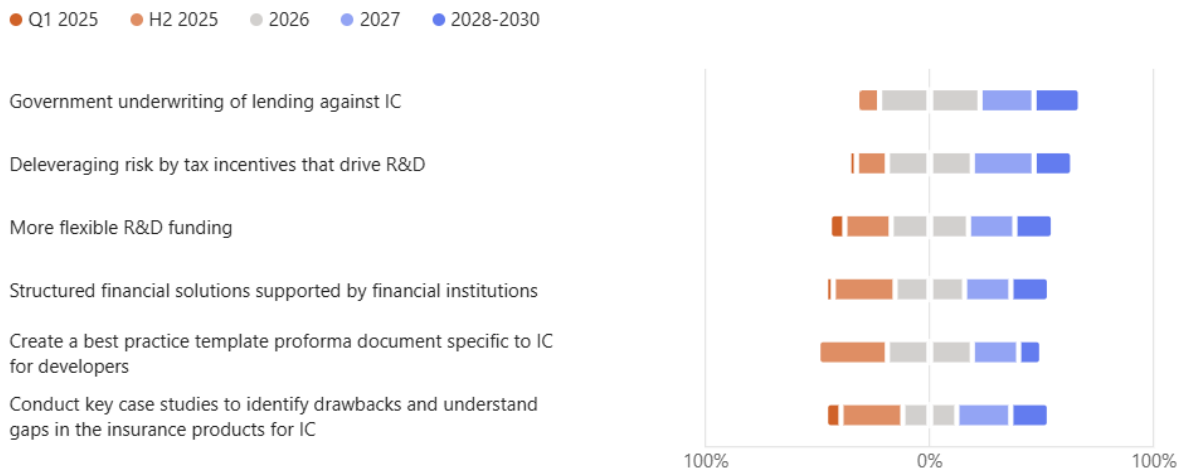 Q1 2025 H2 2025 2026 2027 2028-2030
Government underwriting of lending against IC
Deleveraging risk by tax incentives that drive R&D
More flexible R&D funding
Structured financial solutions supported by financial institutions
Create a best practice template proforma document specific to IC
for developers
Conduct key case studies to identify drawbacks and understand
gaps in the insurance products for IC
100% 0% 100%